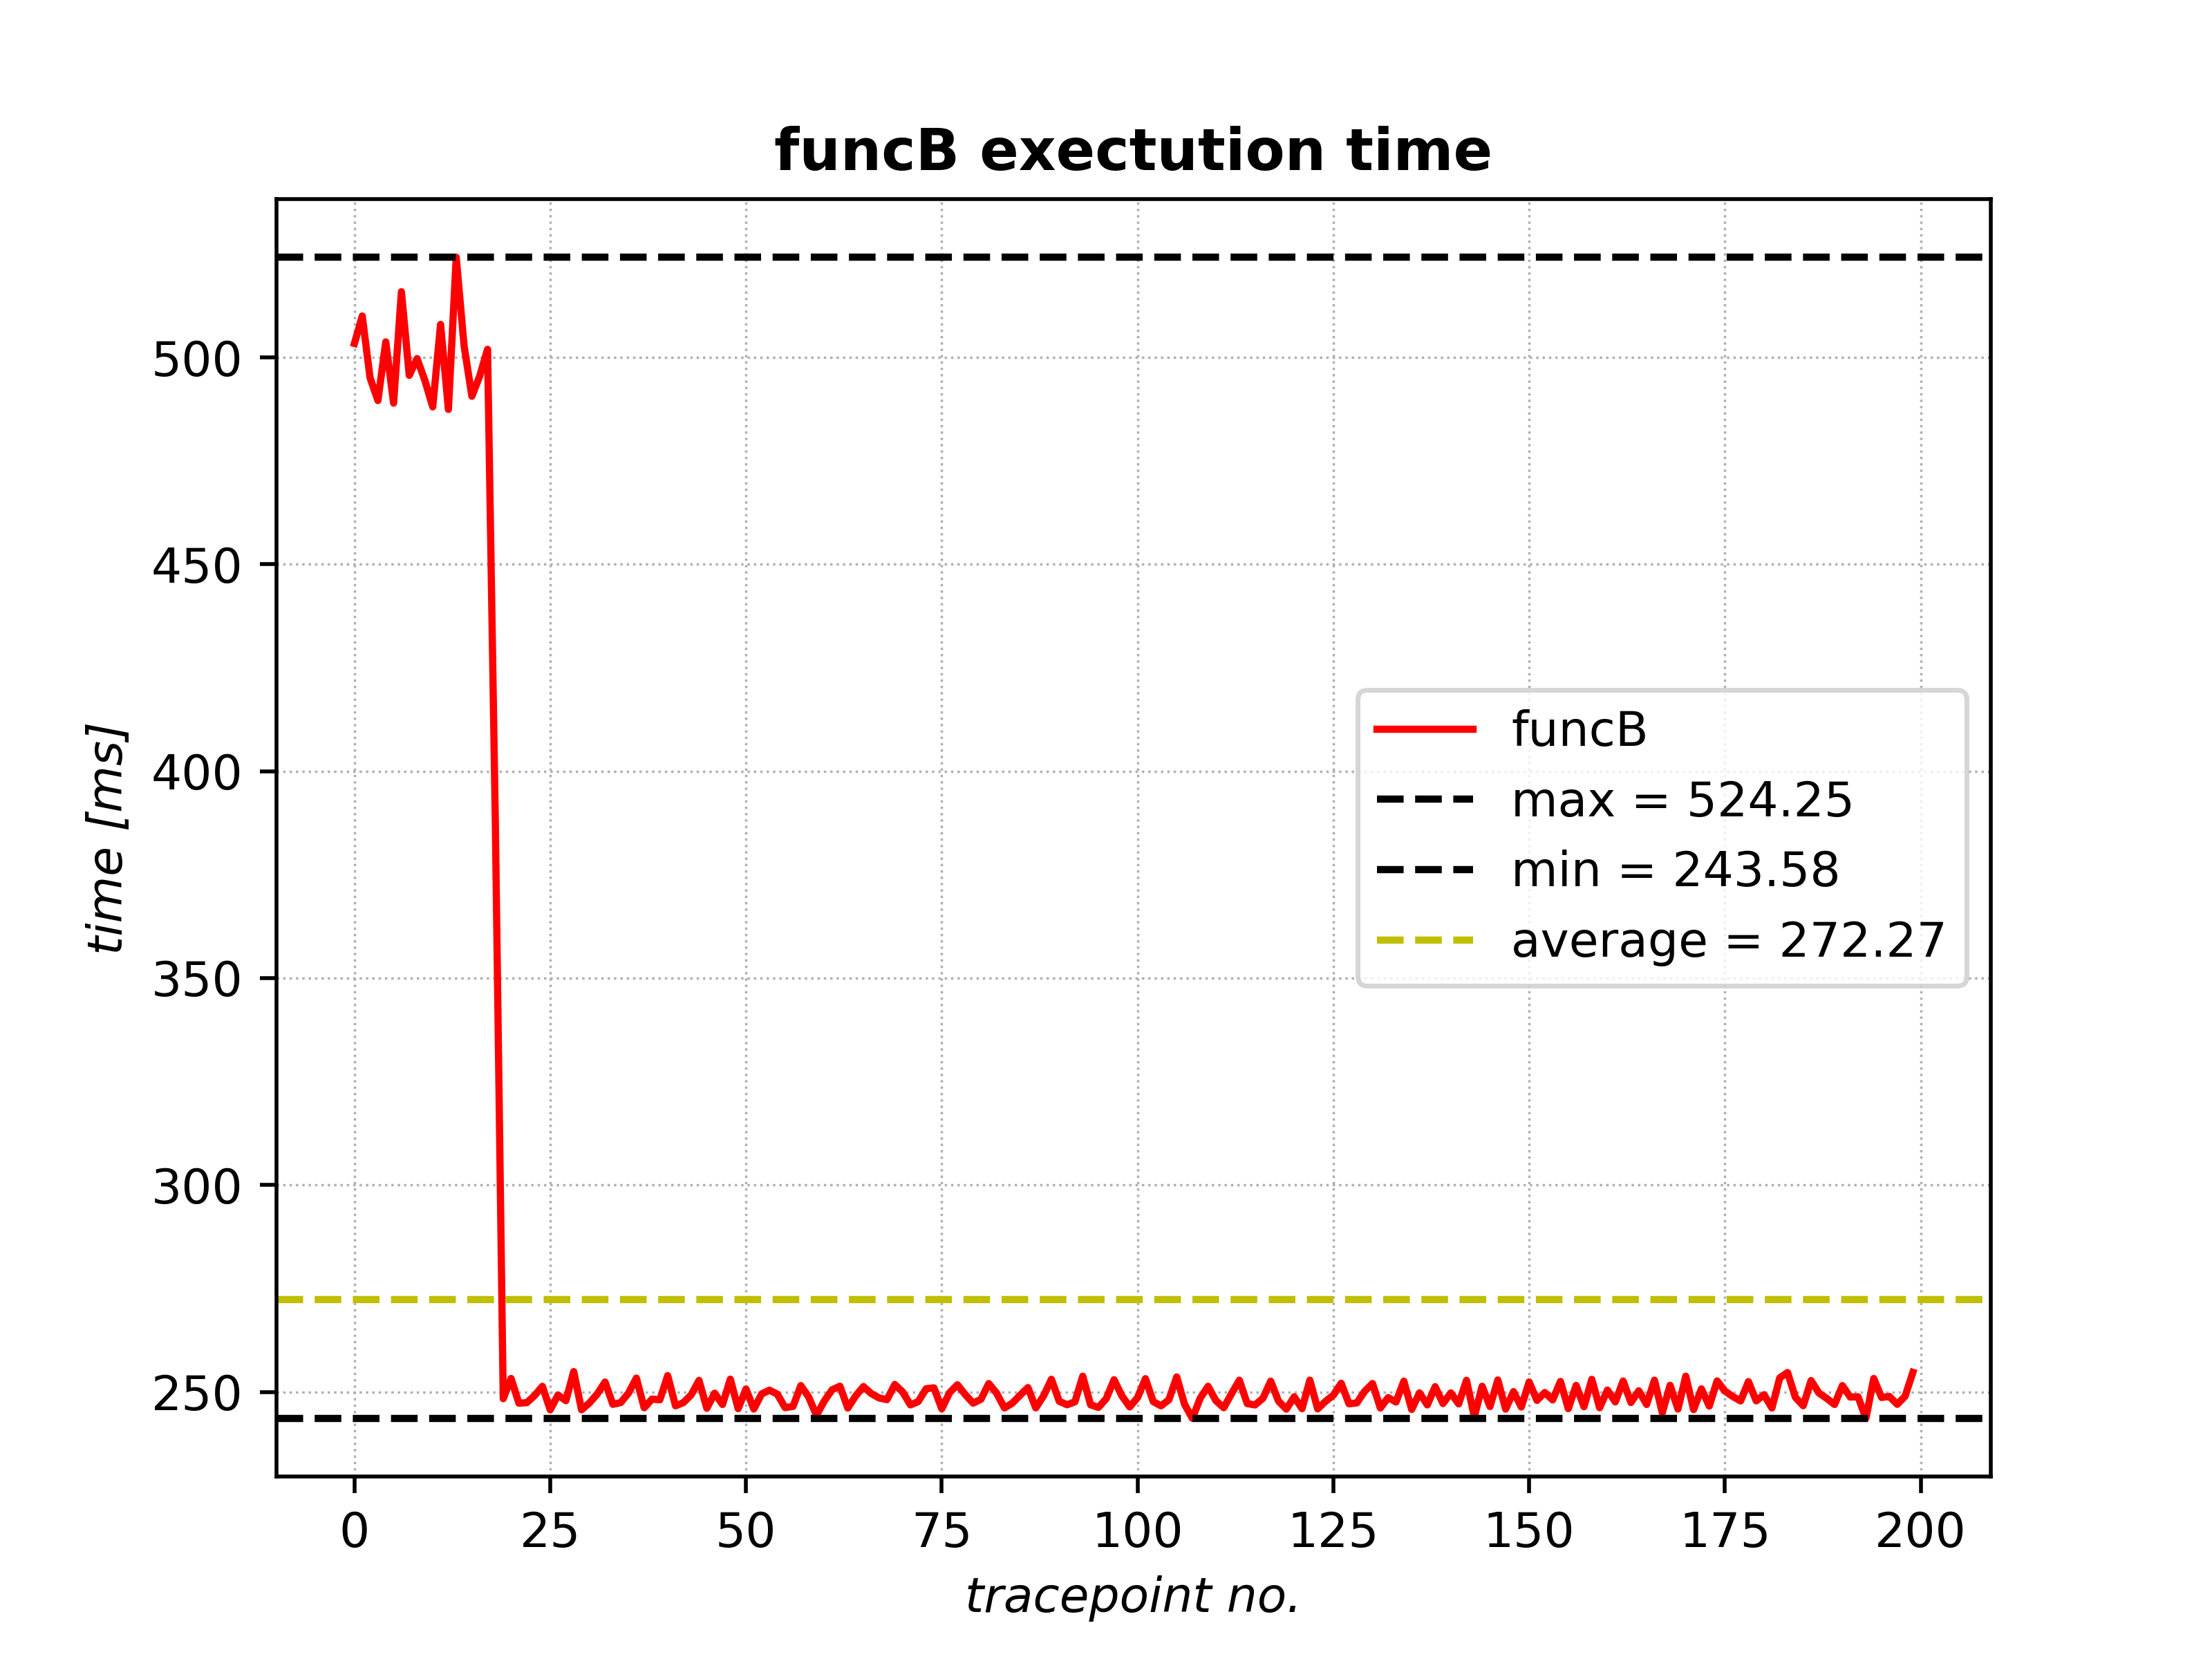 funcB exectution time
500
450
400
350
300
250
time [ms]
funcB
max = 524.25
min = 243.58
average = 272.27
0 25 50 75 100 125 150 175 200
tracepoint no.